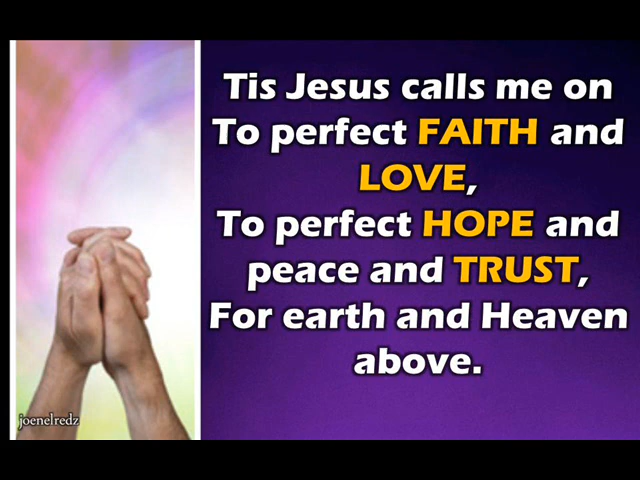 Tis Jesus calls me on
To perfect FAITH and
LOVE,
To perfect HOPE and
peace and TRUST,
For earth and Heaven
above.
joenelredz